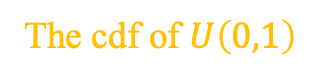 The cdf of U(0,1)